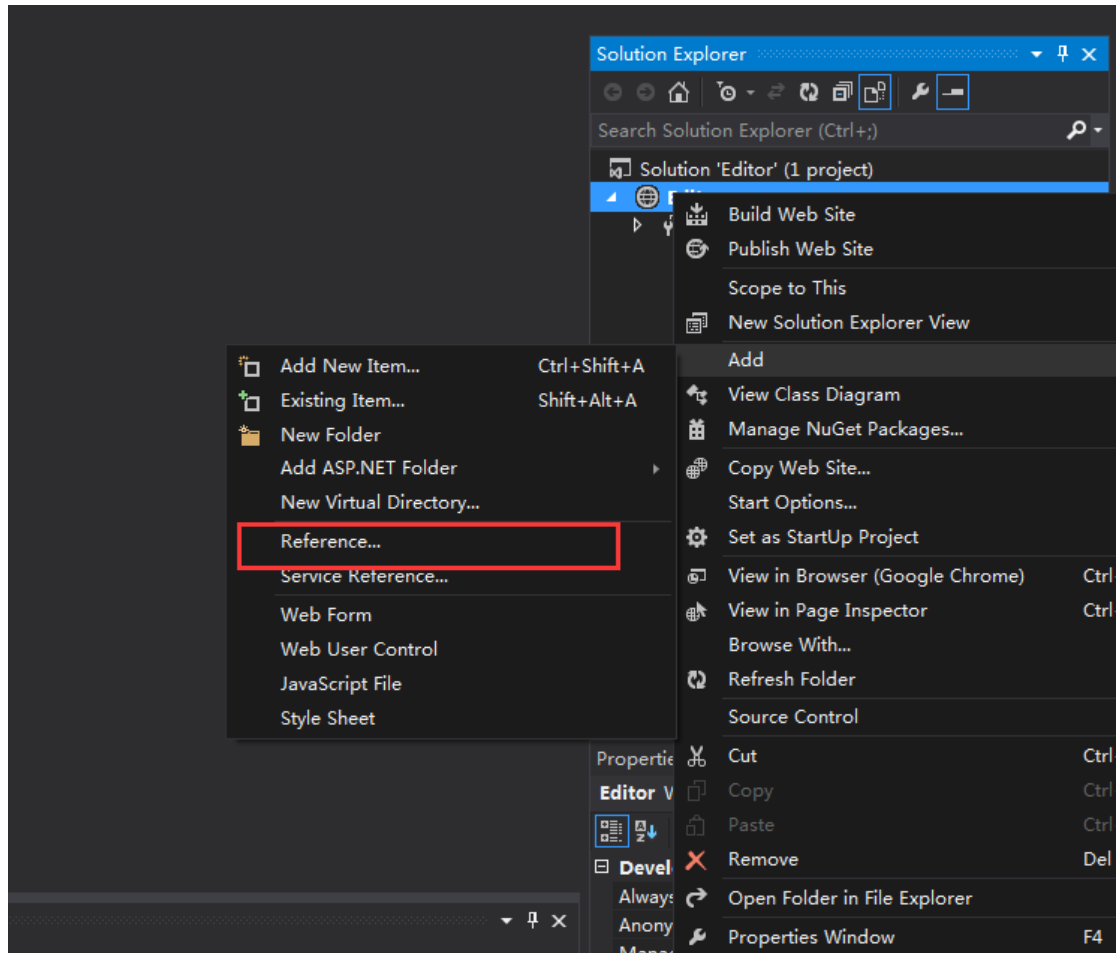 Solution Explorer
Search Solution Explorer (Ctrl+;)
Solution 'Editor' (1 project)
Build Web Site
Publish Web Site
Scope to This
New Solution Explorer View
Add
View Class Diagram
Manage NuGet Packages...
Copy Web Site...
Start Options...
Set as StartUp Project
View in Browser (Google Chrome) Ctrl
View in Page Inspector Ctrl
Browse With...
Refresh Folder
Source Control
Cut Ctrl
Copy Ctrl
Paste Ctrl
Remove Del
Open Folder in File Explorer
Properties Window F4
Add New Item... Ctrl+Shift+A
Existing Item... Shift+Alt+A
New Folder
Add ASP.NET Folder
New Virtual Directory...
Reference...
Service Reference...
Web Form
Web User Control
JavaScript File
Style Sheet
Propertie
Editor W
Devel
Always
Anony